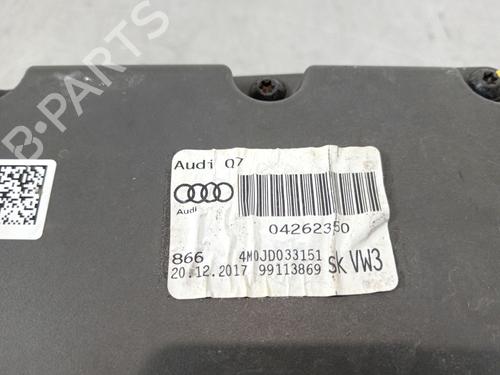 B-PARTS
Audi Q7
Audi
04262350
866 4M0JD033151
20.12.2017 99113869 SK VW3